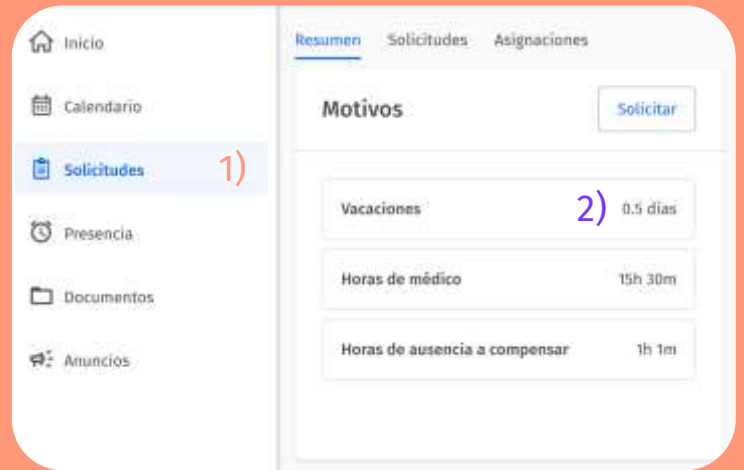 Inicio
Calendario
Solicitudes 1)
Presencia
Documentos
Anuncios
Resumen Solicitudes Asignaciones
Motivos Solicitar
Vacaciones 2) 0.5 días
Horas de médico 15h 30m
Horas de ausencia a compensar 1h 1m